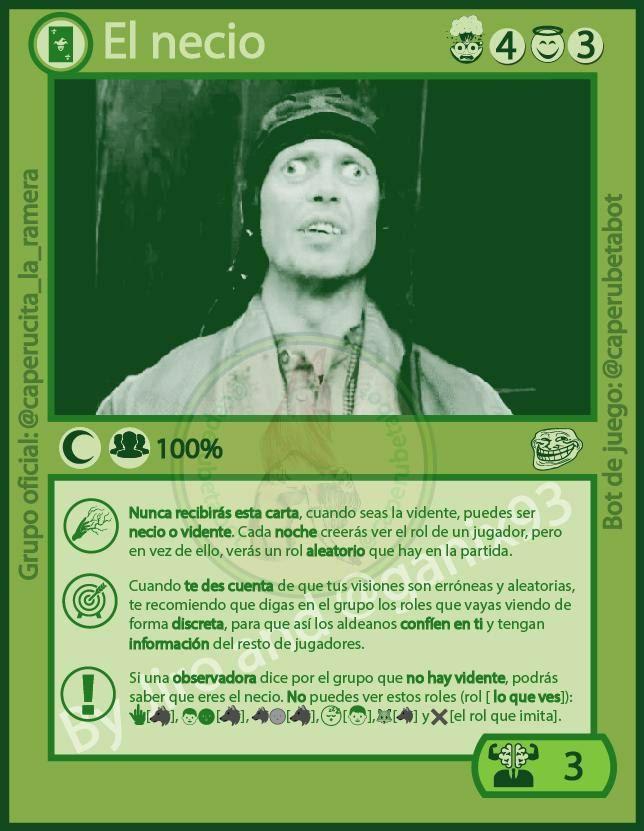 El necio
4
3
Grupo oficial: @caperucita_la_ramera
Bot de juego: @caperubetabot
100%
Nunca recibirás esta carta, cuando seas la vidente, puedes ser
necio o vidente. Cada noche creerás ver el rol de un jugador, pero
en vez de ello, verás un rol aleatorio que hay en la partida.
Cuando te des cuenta de que tus visiones son erróneas y aleatorias,
te recomiendo que digas en el grupo los roles que vayas viendo de
forma discreta, para que así los aldeanos confíen en ti y tengan
información del resto de jugadores.
Si una observadora dice por el grupo que no hay vidente, podrás
saber que eres el necio. No puedes ver estos roles (rol [ lo que ves]):
[], [], [], [], [] y [el rol que imita].
3